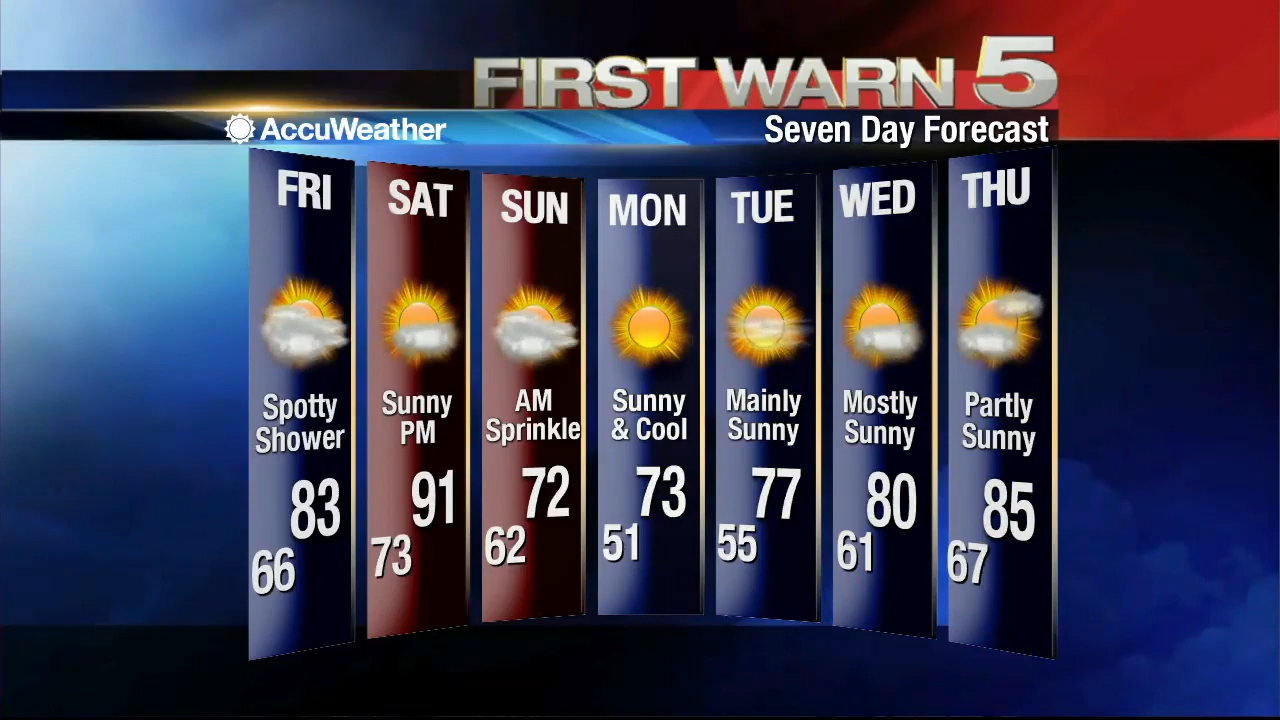 FIRST WARN 5
AccuWeather
Seven Day Forecast
FRI
Spotty
Shower
83
66
SAT
Sunny
PM
91
73
SUN
AM
Sprinkle
72
62
MON
Sunny
& Cool
73
51
TUE
Mainly
Sunny
77
55
WED
Mostly
Sunny
80
61
THU
Partly
Sunny
85
67